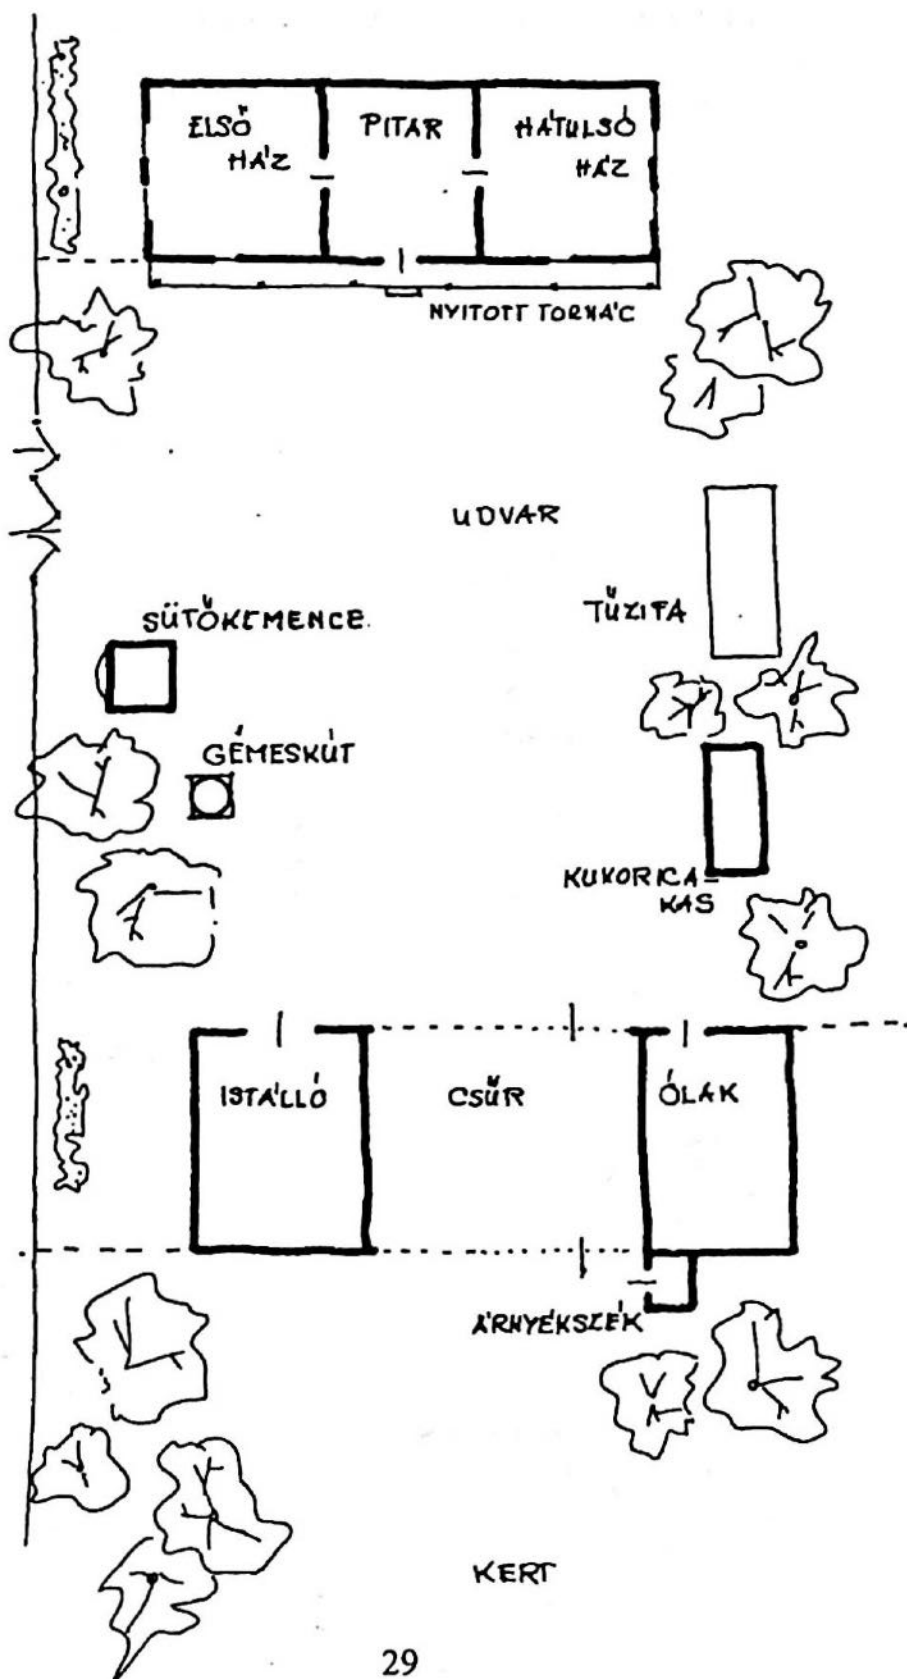 ELSŐ
HÁZ
PITAR
HÁTULSÓ
HÁZ
NYITOTT TORNÁC
UDVAR
TŰZIFA
SÜTŐKEMENCE
GÉMESKÚT
KUKORICA-
KAS
ISTÁLLÓ
CSŰR
ÓLAK
ÁRNYÉKSZÉK
KERT
29